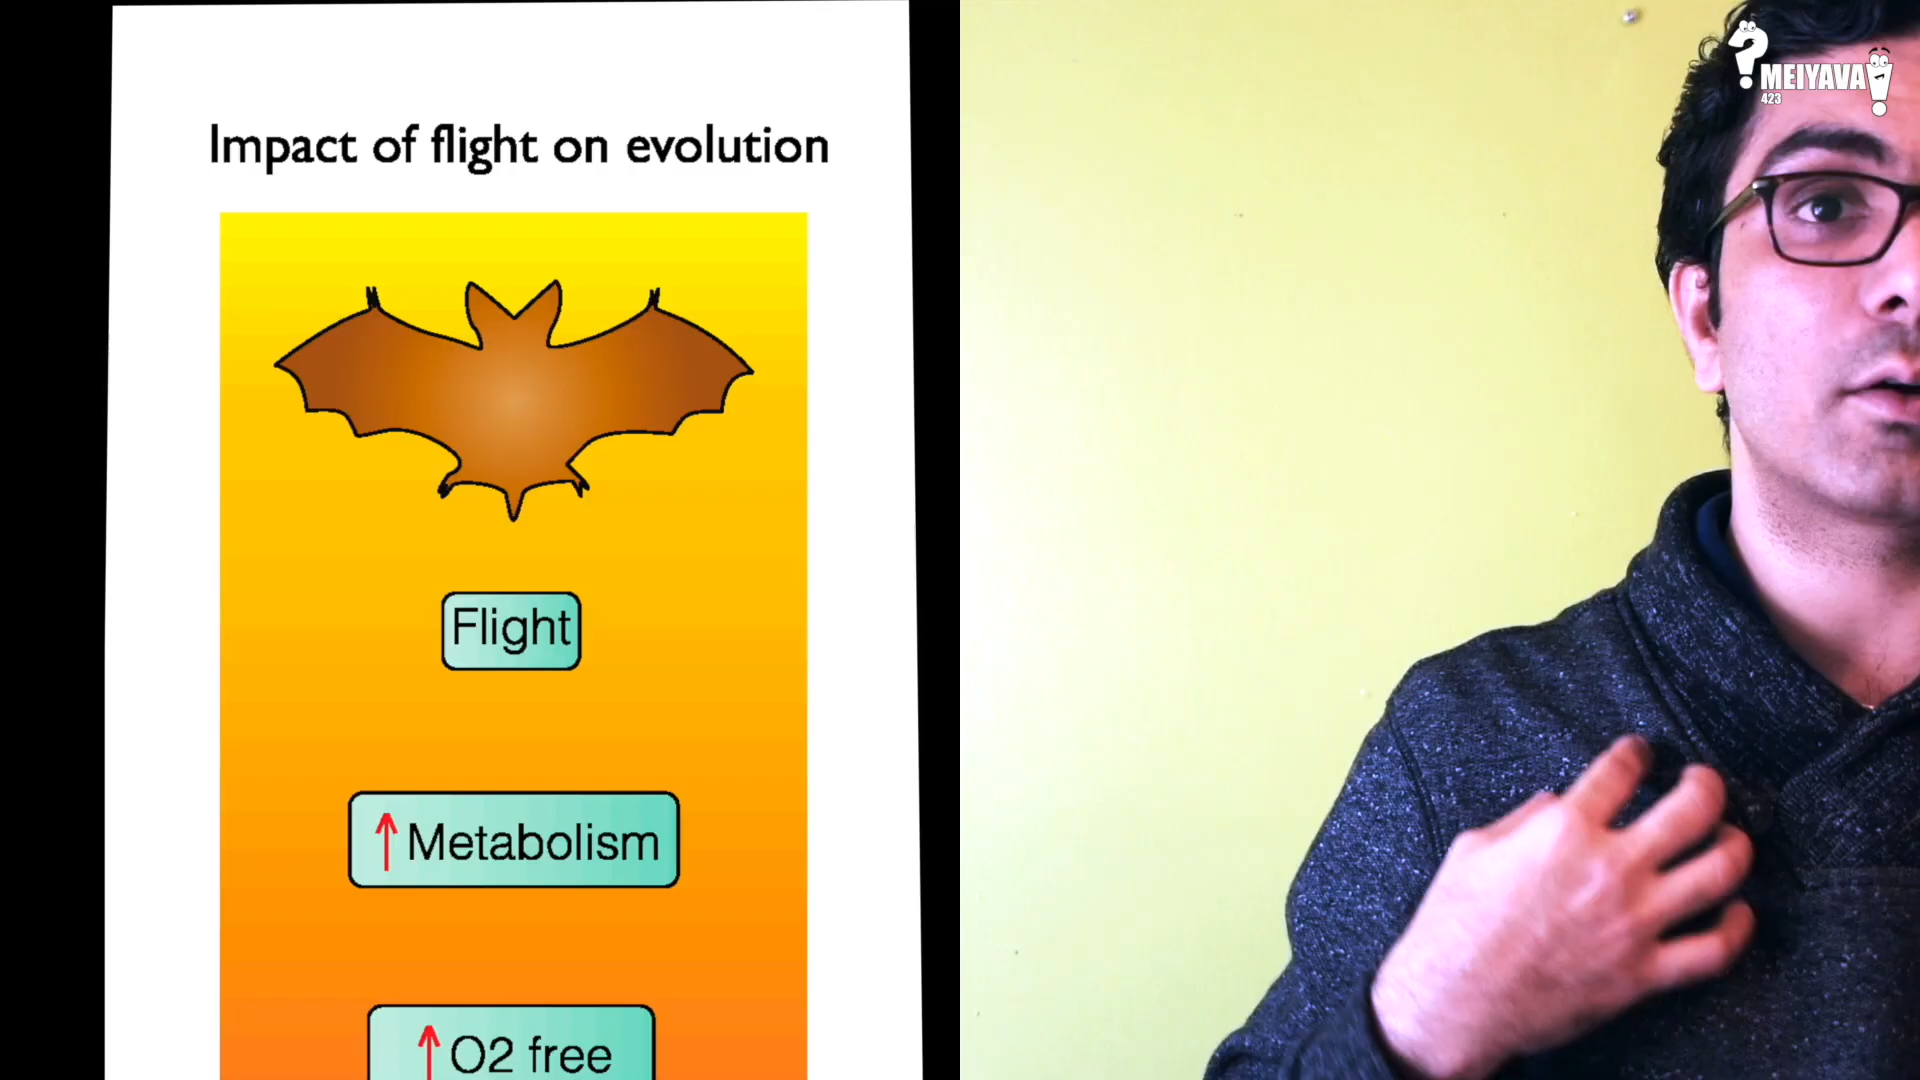 Impact of flight on evolution
Flight
↑ Metabolism
↑ O2 free
?MEIYAVA!
423